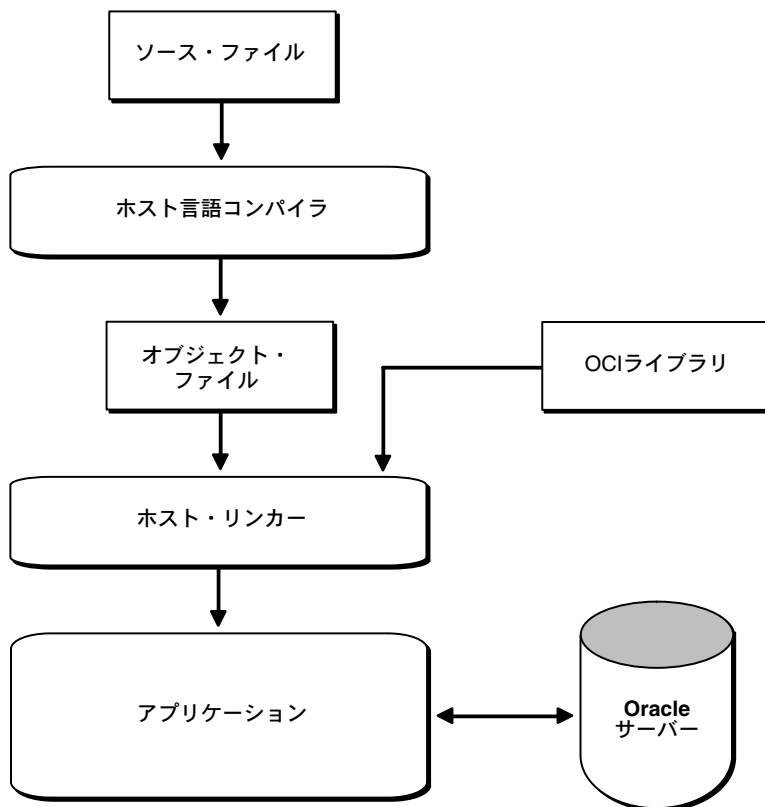 ソース・ファイル
ホスト言語コンパイラ
オブジェクト・
ファイル
OCIライブラリ
ホスト・リンカー
アプリケーション
Oracle
サーバー